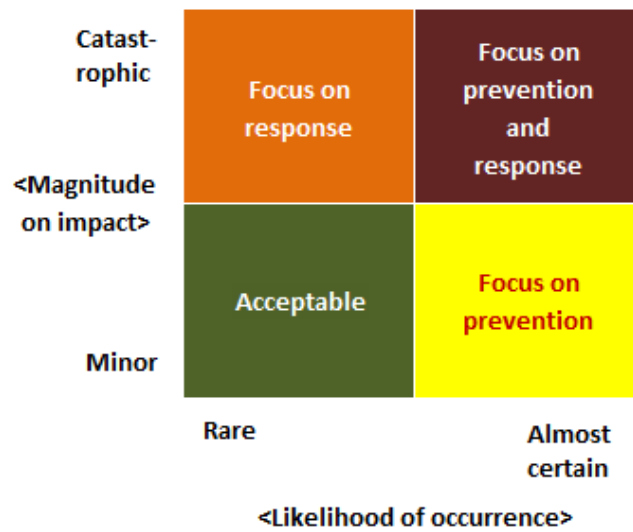 Catast-
rophic
Focus on
response
Focus on
prevention
and
response
<Magnitude
on impact>
Acceptable
Focus on
prevention
Minor
Rare
Almost
certain
<Likelihood of occurrence>